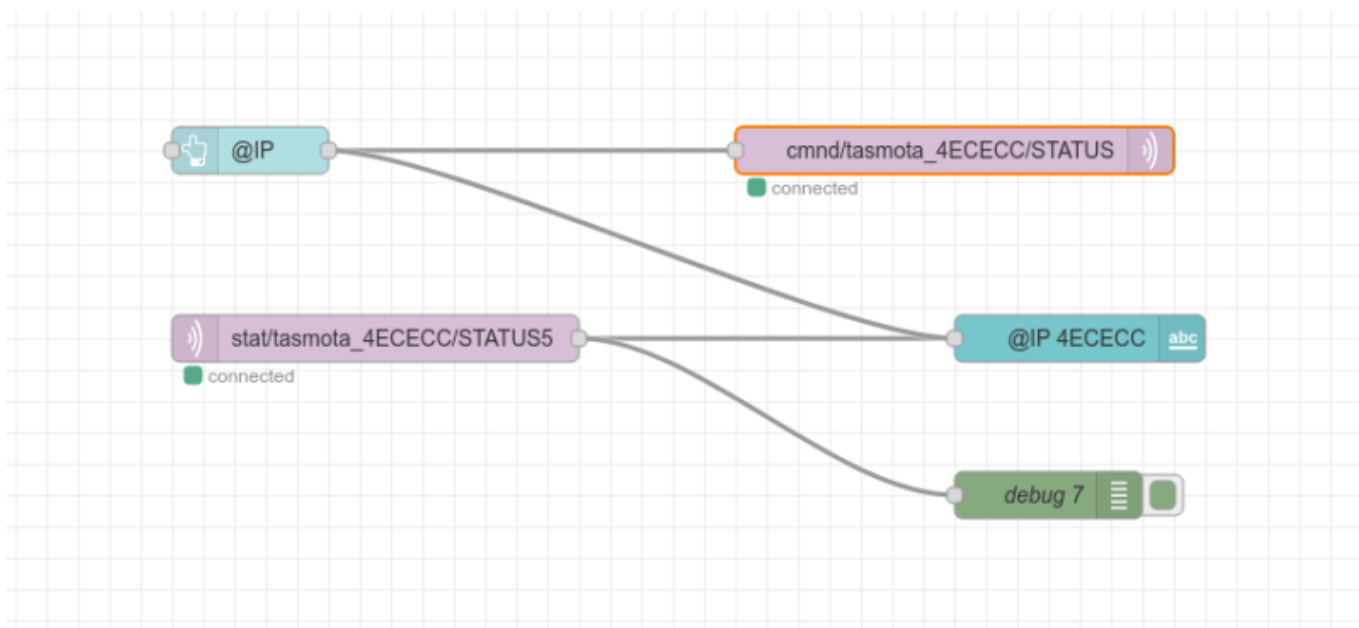 @IP
cmnd/tasmota_4ECECC/STATUS
connected
stat/tasmota_4ECECC/STATUS5
connected
@IP 4ECECC
abc
debug 7